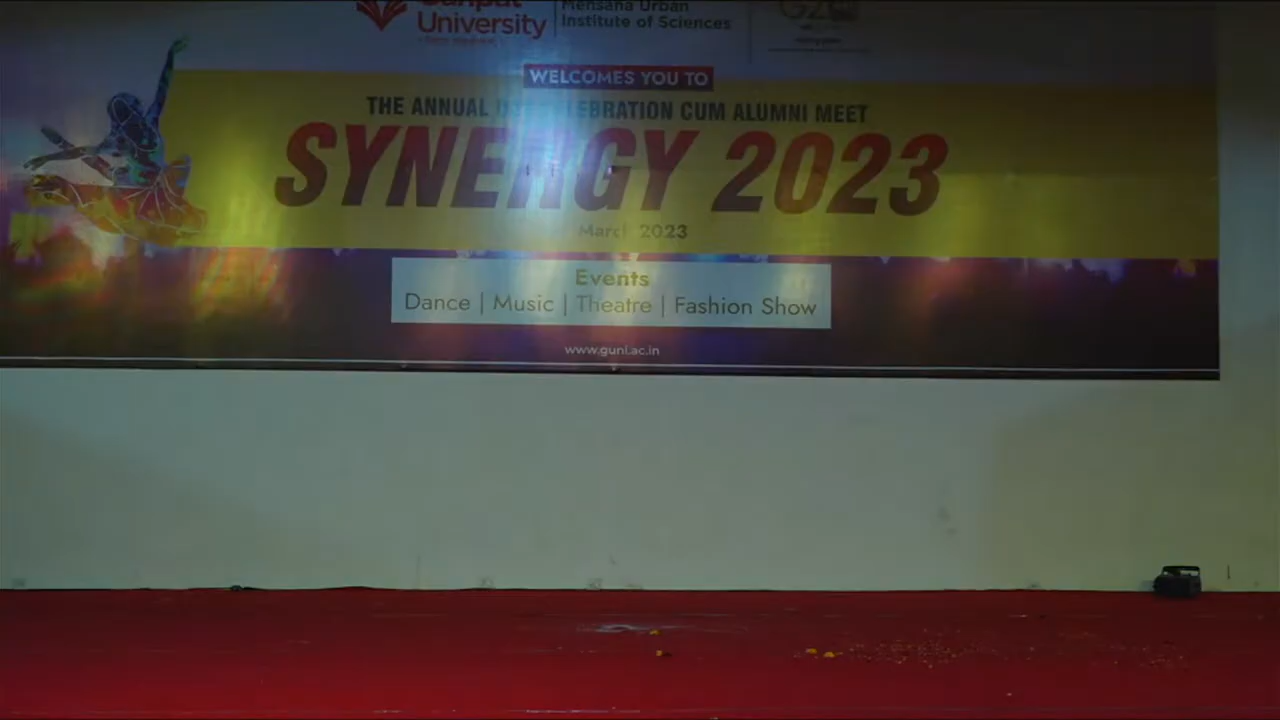 University
Mehsana Urban
Institute of Sciences
WELCOMES YOU TO
THE ANNUAL CUM ALUMNI MEET
SYNERGY 2023
March 2023
Events
Dance | Music | Theatre | Fashion Show
www.guni.ac.in